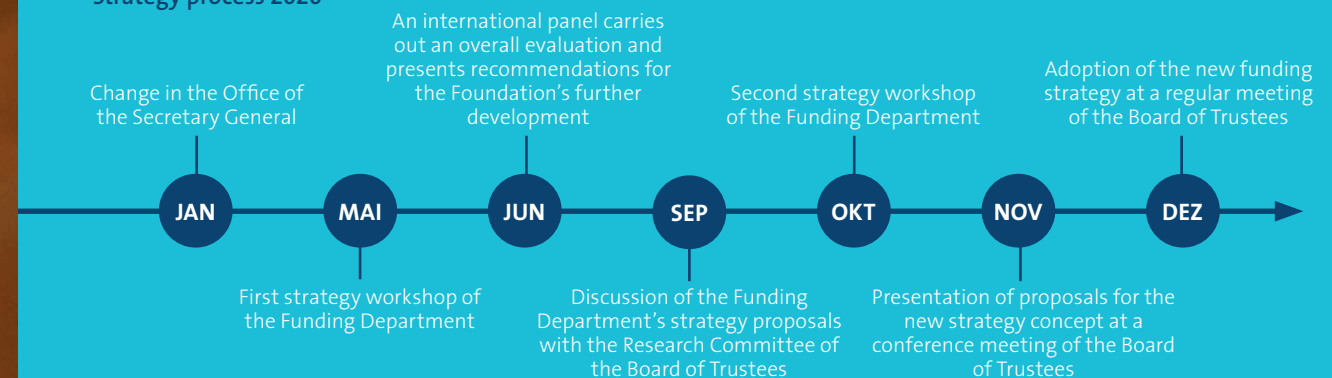 Strategy process 2020
An international panel carries
out an overall evaluation and
presents recommendations for
the Foundation’s further
development
Change in the Office of
the Secretary General
Second strategy workshop
of the Funding Department
Adoption of the new funding
strategy at a regular meeting
of the Board of Trustees
JAN
MAI
JUN
SEP
OKT
NOV
DEZ
First strategy workshop of
the Funding Department
Discussion of the Funding
Department’s strategy proposals
with the Research Committee of
the Board of Trustees
Presentation of proposals for the
new strategy concept at a
conference meeting of the Board
of Trustees